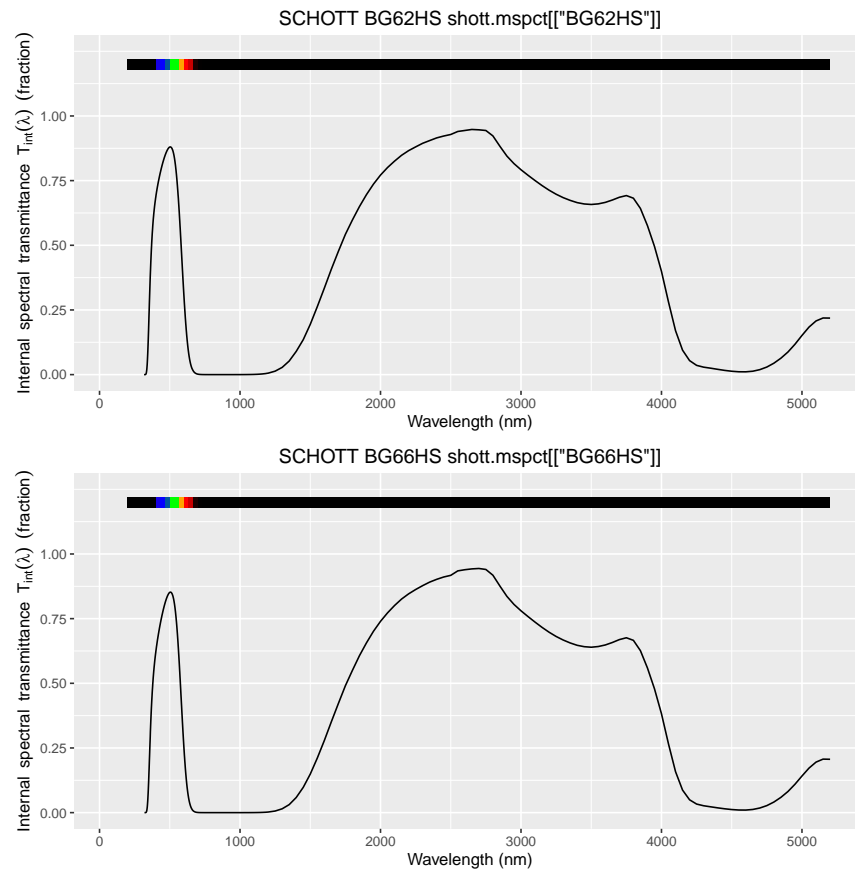 SCHOTT BG62HS shott.mspct[["BG62HS"]]
Internal spectral transmittance Tint(λ) (fraction)
1.00
0.75
0.50
0.25
0.00
0 1000 2000 3000 4000 5000
Wavelength (nm)
SCHOTT BG66HS shott.mspct[["BG66HS"]]
Internal spectral transmittance Tint(λ) (fraction)
1.00
0.75
0.50
0.25
0.00
0 1000 2000 3000 4000 5000
Wavelength (nm)